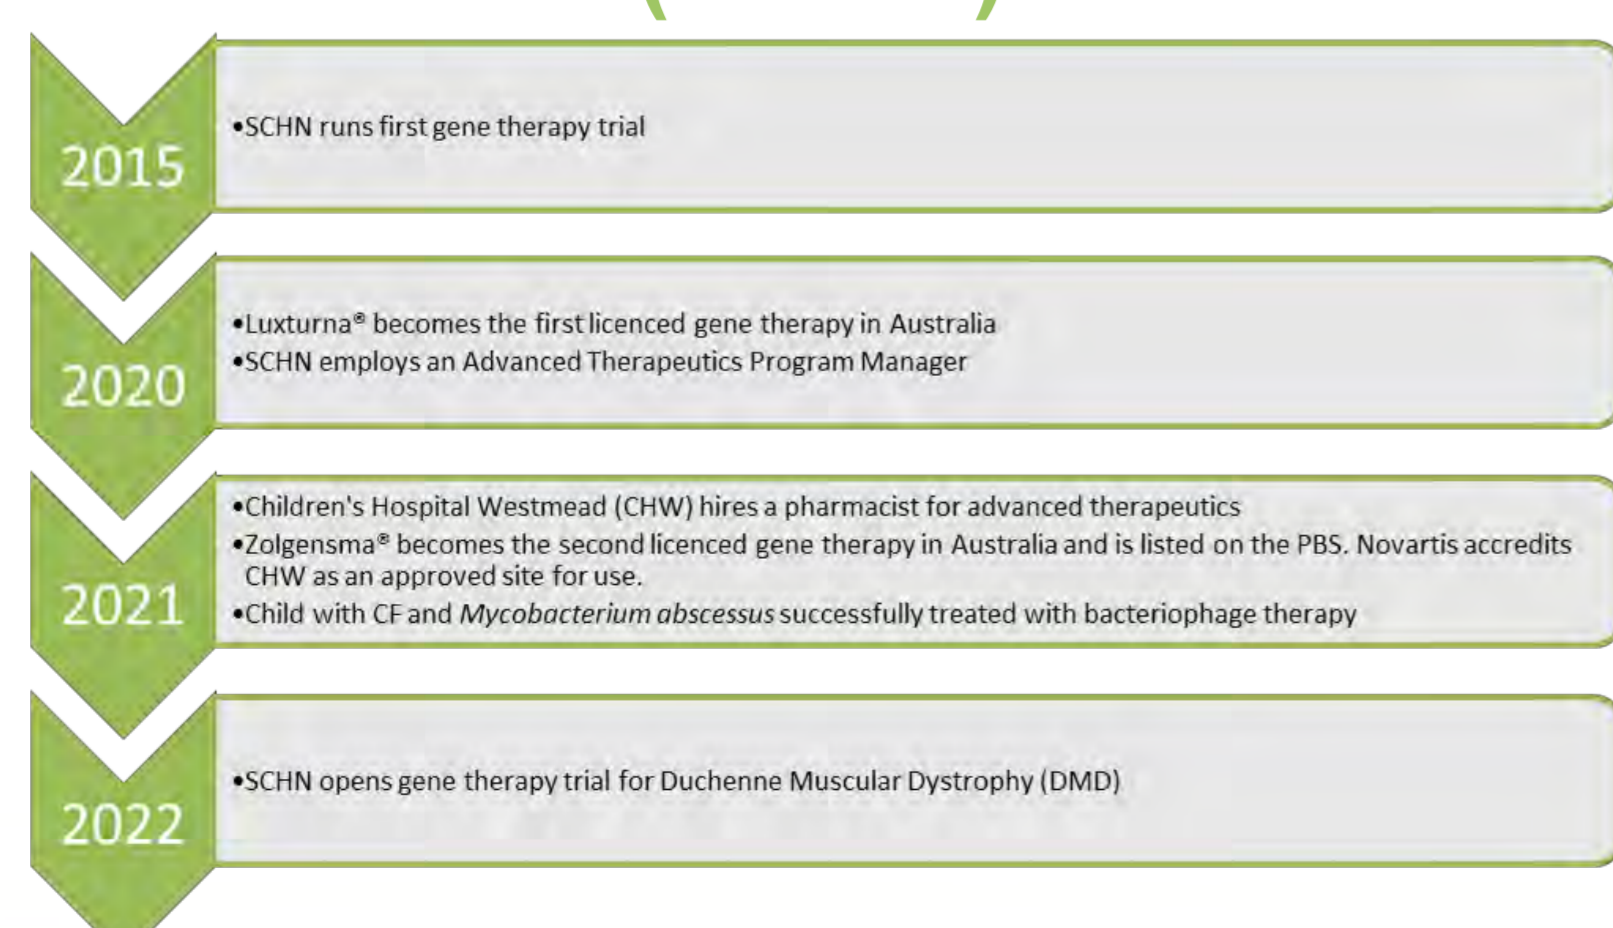 2015
•SCHN runs first gene therapy trial
2020
•Luxturna® becomes the first licenced gene therapy in Australia
•SCHN employs an Advanced Therapeutics Program Manager
2021
•Children's Hospital Westmead (CHW) hires a pharmacist for advanced therapeutics
•Zolgensma® becomes the second licenced gene therapy in Australia and is listed on the PBS. Novartis accredits
CHW as an approved site for use.
•Child with CF and Mycobacterium abscessus successfully treated with bacteriophage therapy
2022
•SCHN opens gene therapy trial for Duchenne Muscular Dystrophy (DMD)